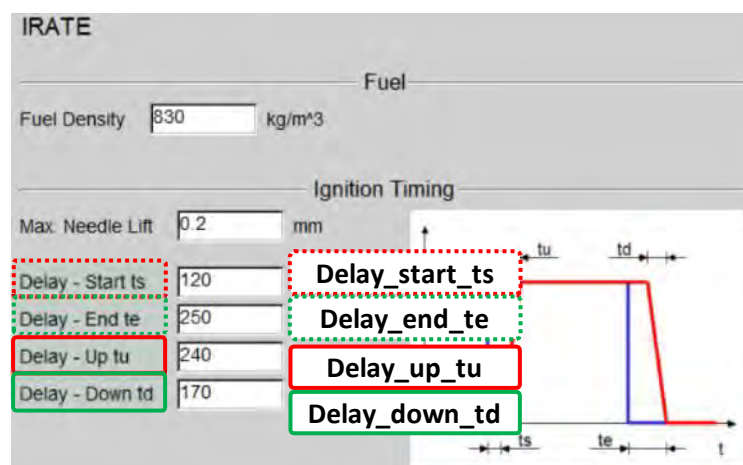 IRATE
Fuel
Fuel Density 830 kg/m^3
Ignition Timing
Max. Needle Lift 0.2 mm
tu td
Delay - Start ts 120 Delay_start_ts
Delay - End te 250 Delay_end_te
Delay - Up tu 240 Delay_up_tu
Delay - Down td 170 Delay_down_td
ts te t